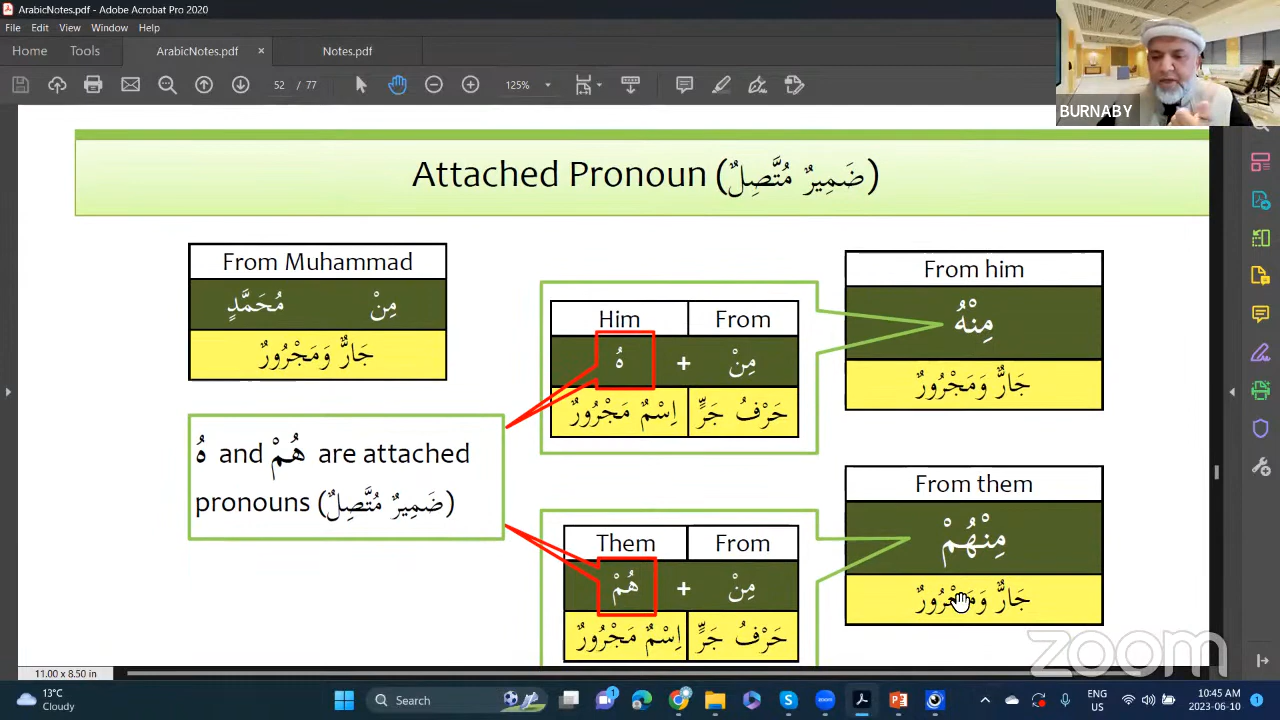 ArabicNotes.pdf - Adobe Acrobat Pro 2020
File Edit View Window Help
Home Tools ArabicNotes.pdf × Notes.pdf
52 / 77 125%
BURNABY
Attached Pronoun (ضَمِيرٌ مُتَّصِلٌ)
From Muhammad
مِنْ مُحَمَّدٍ
جَارٌّ وَمَجْرُورٌ
Him From
مِنْ + هُ
حَرْفُ جَرٍّ اِسْمٌ مَجْرُورٌ
From him
مِنْهُ
جَارٌّ وَمَجْرُورٌ
هُ and هُمْ are attached
pronouns (ضَمِيرٌ مُتَّصِلٌ)
Them From
مِنْ + هُمْ
حَرْفُ جَرٍّ اِسْمٌ مَجْرُورٌ
From them
مِنْهُمْ
جَارٌّ وَمَجْرُورٌ
zoom
11.00 x 8.50 in
13°C
Cloudy
Search
zoom
ENG
US
10:45 AM
2023-06-10